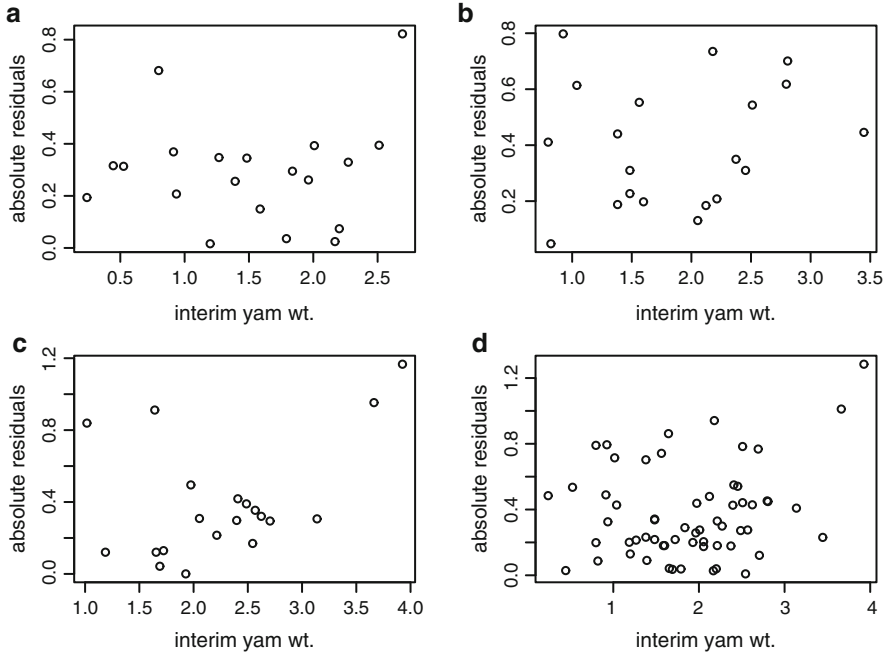 a
absolute residuals
0.0 0.2 0.4 0.6 0.8
0.5 1.0 1.5 2.0 2.5
interim yam wt.
b
absolute residuals
0.2 0.4 0.6 0.8
1.0 1.5 2.0 2.5 3.0 3.5
interim yam wt.
c
absolute residuals
0.0 0.4 0.8 1.2
1.0 1.5 2.0 2.5 3.0 3.5 4.0
interim yam wt.
d
absolute residuals
0.0 0.4 0.8 1.2
1 2 3 4
interim yam wt.